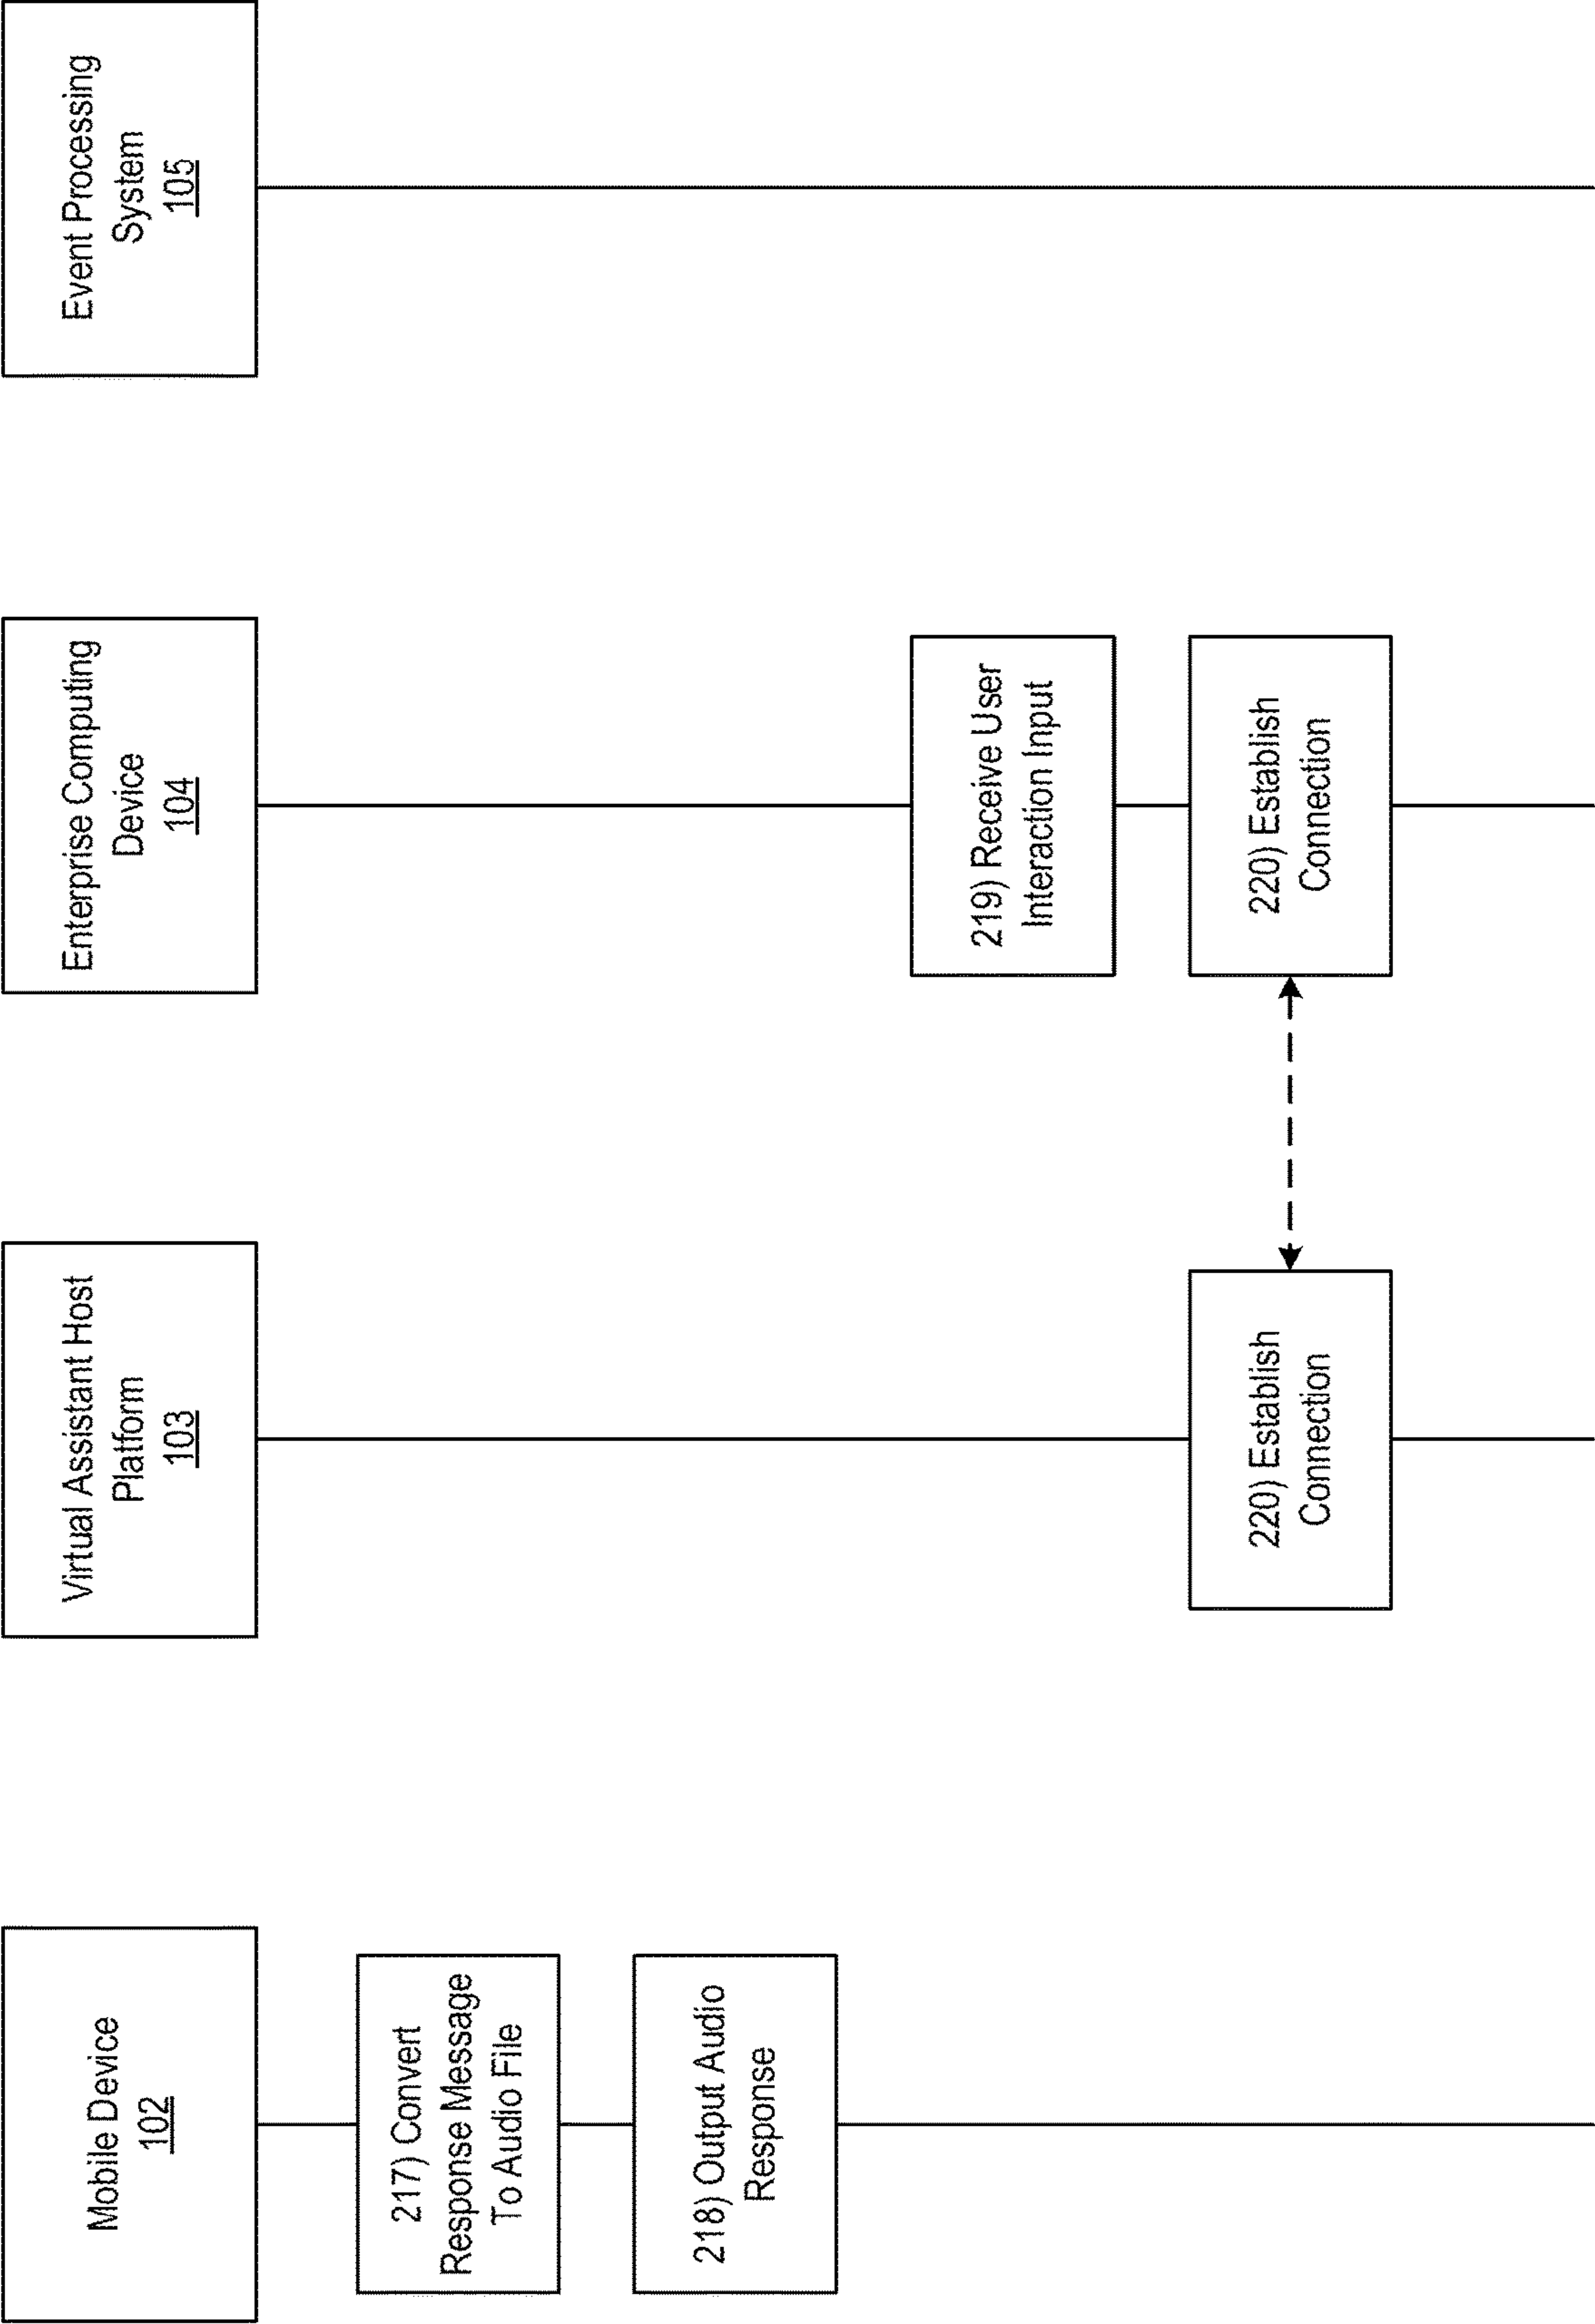 Mobile Device
102
Virtual Assistant Host
Platform
103
Enterprise Computing
Device
104
Event Processing
System
105
217) Convert
Response Message
To Audio File
218) Output Audio
Response
219) Receive User
Interaction Input
220) Establish
Connection
220) Establish
Connection